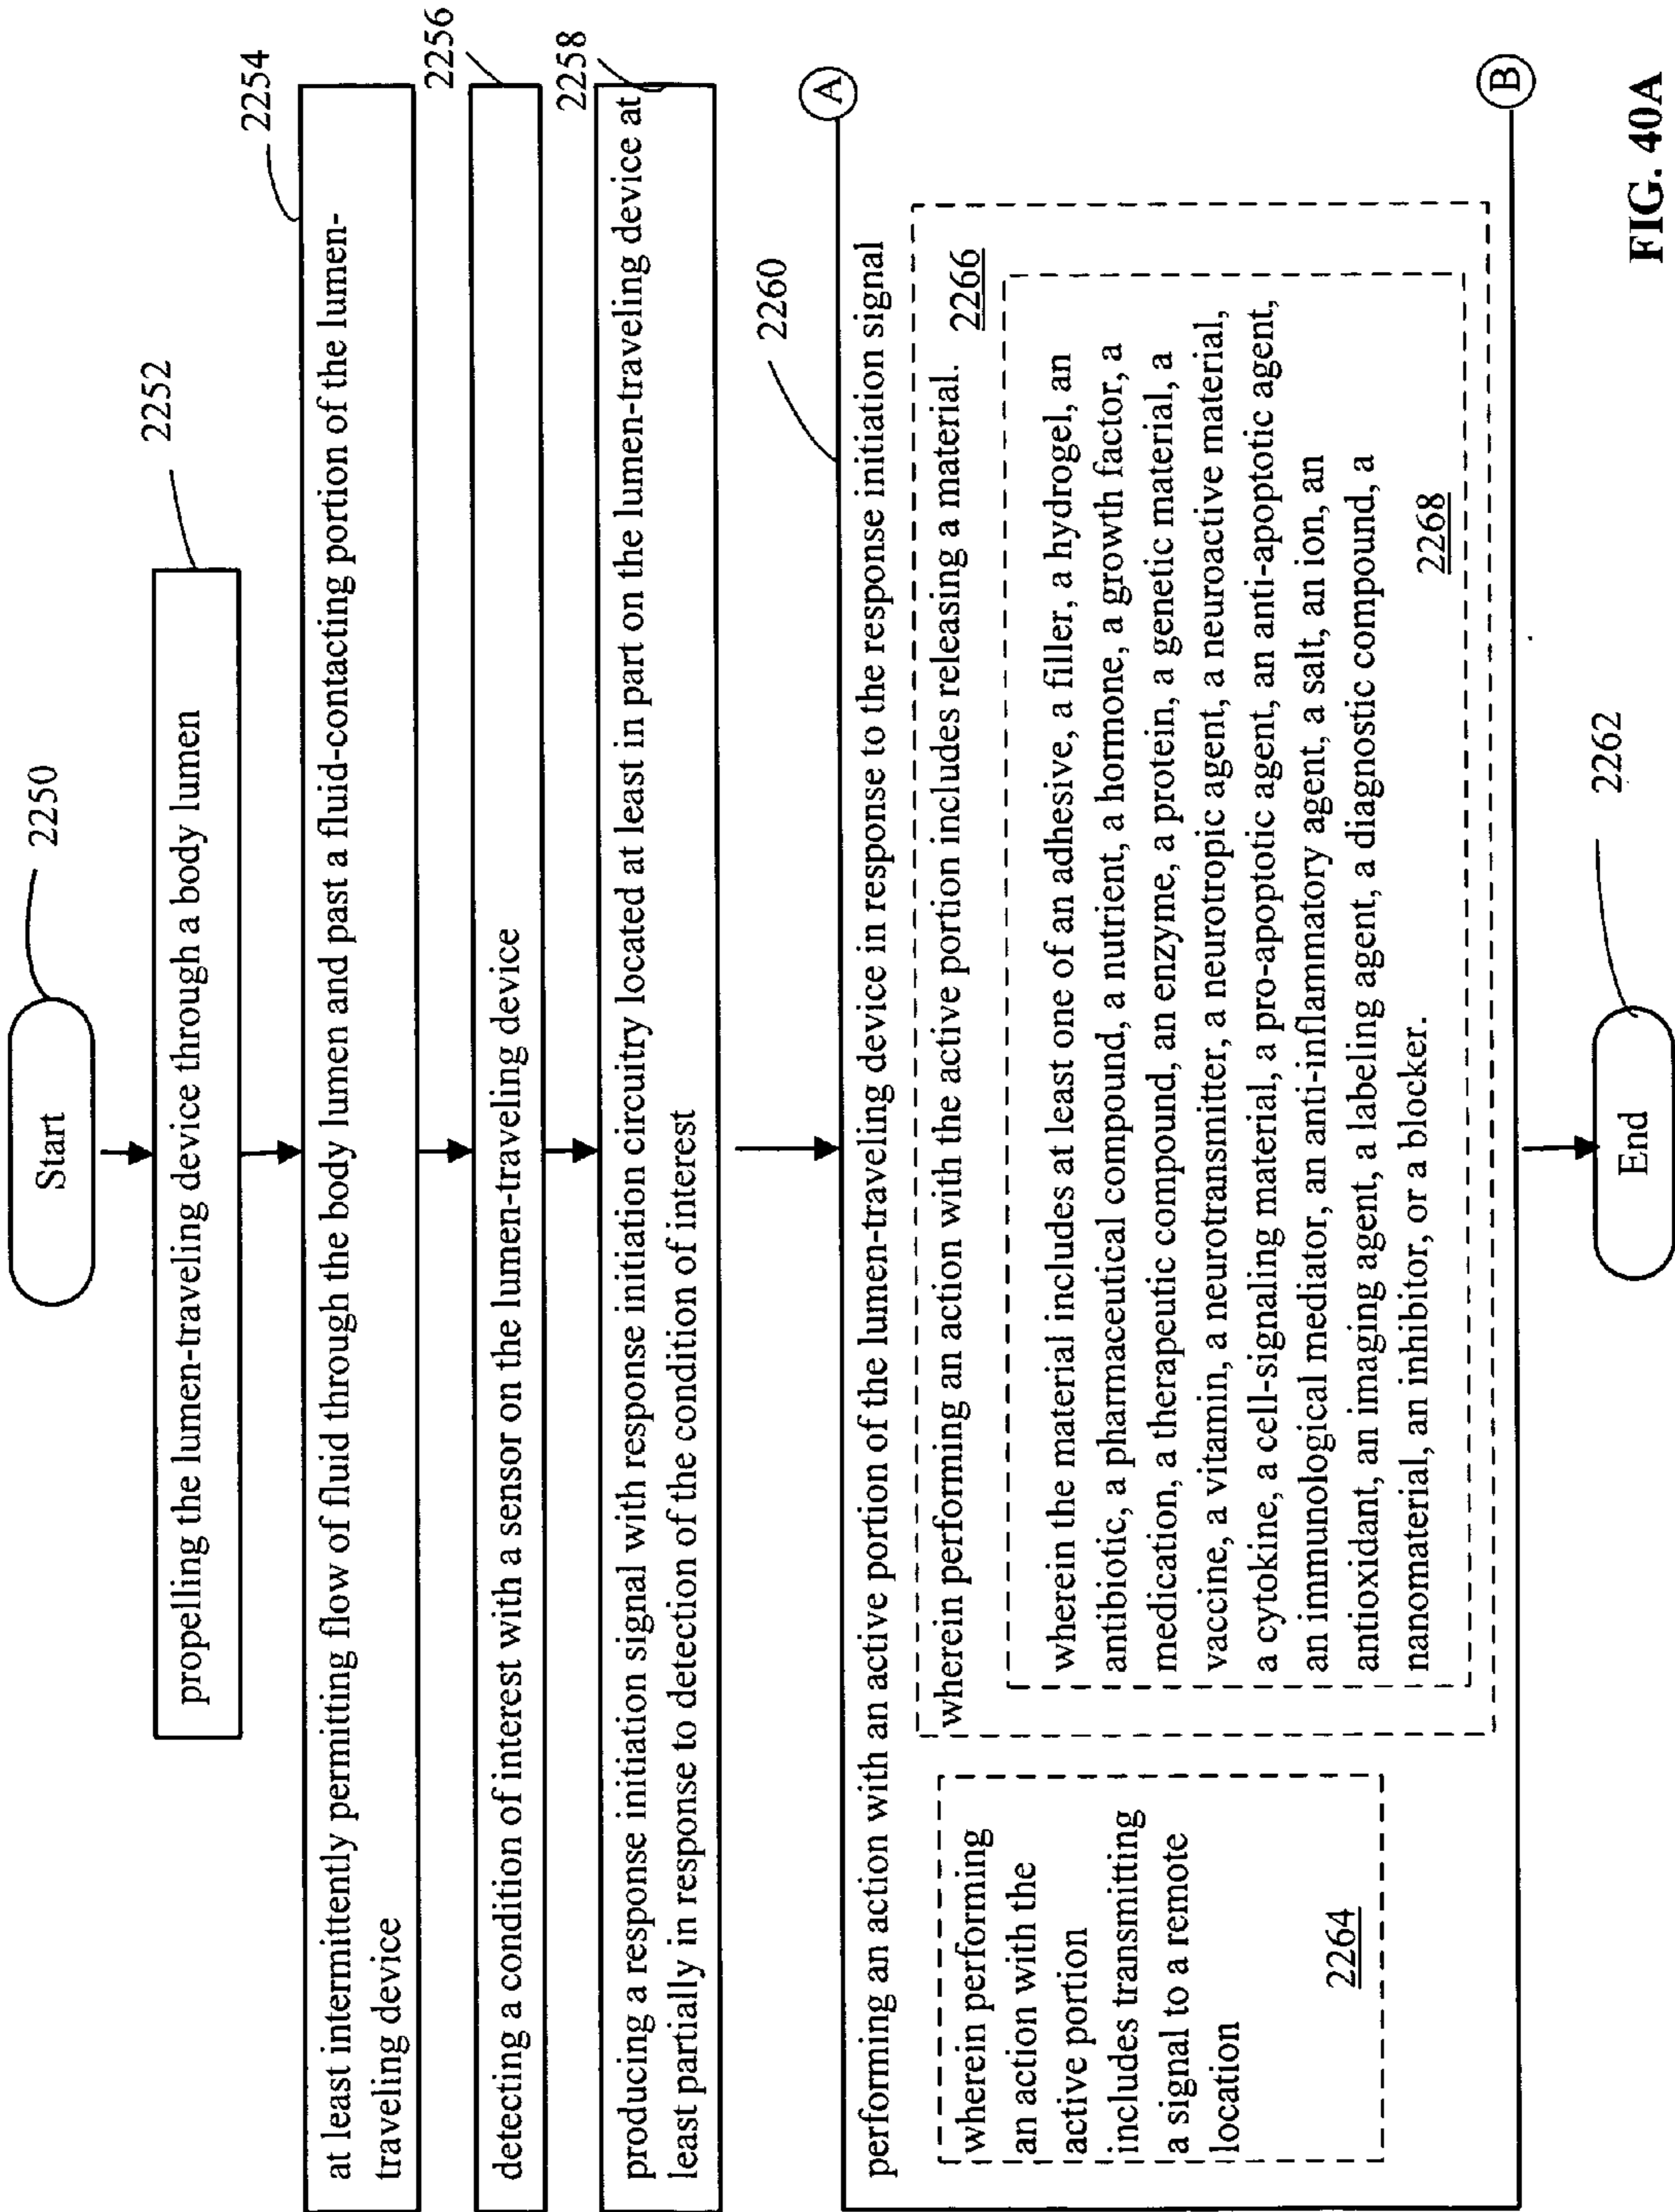 Start
2250
propelling the lumen-traveling device through a body lumen
2252
at least intermittently permitting flow of fluid through the body lumen and past a fluid-contacting portion of the lumen-
traveling device
2254
detecting a condition of interest with a sensor on the lumen-traveling device
2256
producing a response initiation signal with response initiation circuitry located at least in part on the lumen-traveling device at
least partially in response to detection of the condition of interest
2258
2260
A
performing an action with an active portion of the lumen-traveling device in response to the response initiation signal
wherein performing
an action with the
active portion
includes transmitting
a signal to a remote
location
2264
wherein performing an action with the active portion includes releasing a material.
2266
wherein the material includes at least one of an adhesive, a filler, a hydrogel, an
antibiotic, a pharmaceutical compound, a nutrient, a hormone, a growth factor, a
medication, a therapeutic compound, an enzyme, a protein, a genetic material, a
vaccine, a vitamin, a neurotransmitter, a neurotropic agent, a neuroactive material,
a cytokine, a cell-signaling material, a pro-apoptotic agent, an anti-apoptotic agent,
an immunological mediator, an anti-inflammatory agent, a salt, an ion, an
antioxidant, an imaging agent, a labeling agent, a diagnostic compound, a
nanomaterial, an inhibitor, or a blocker.
2268
B
End
2262
FIG. 40A